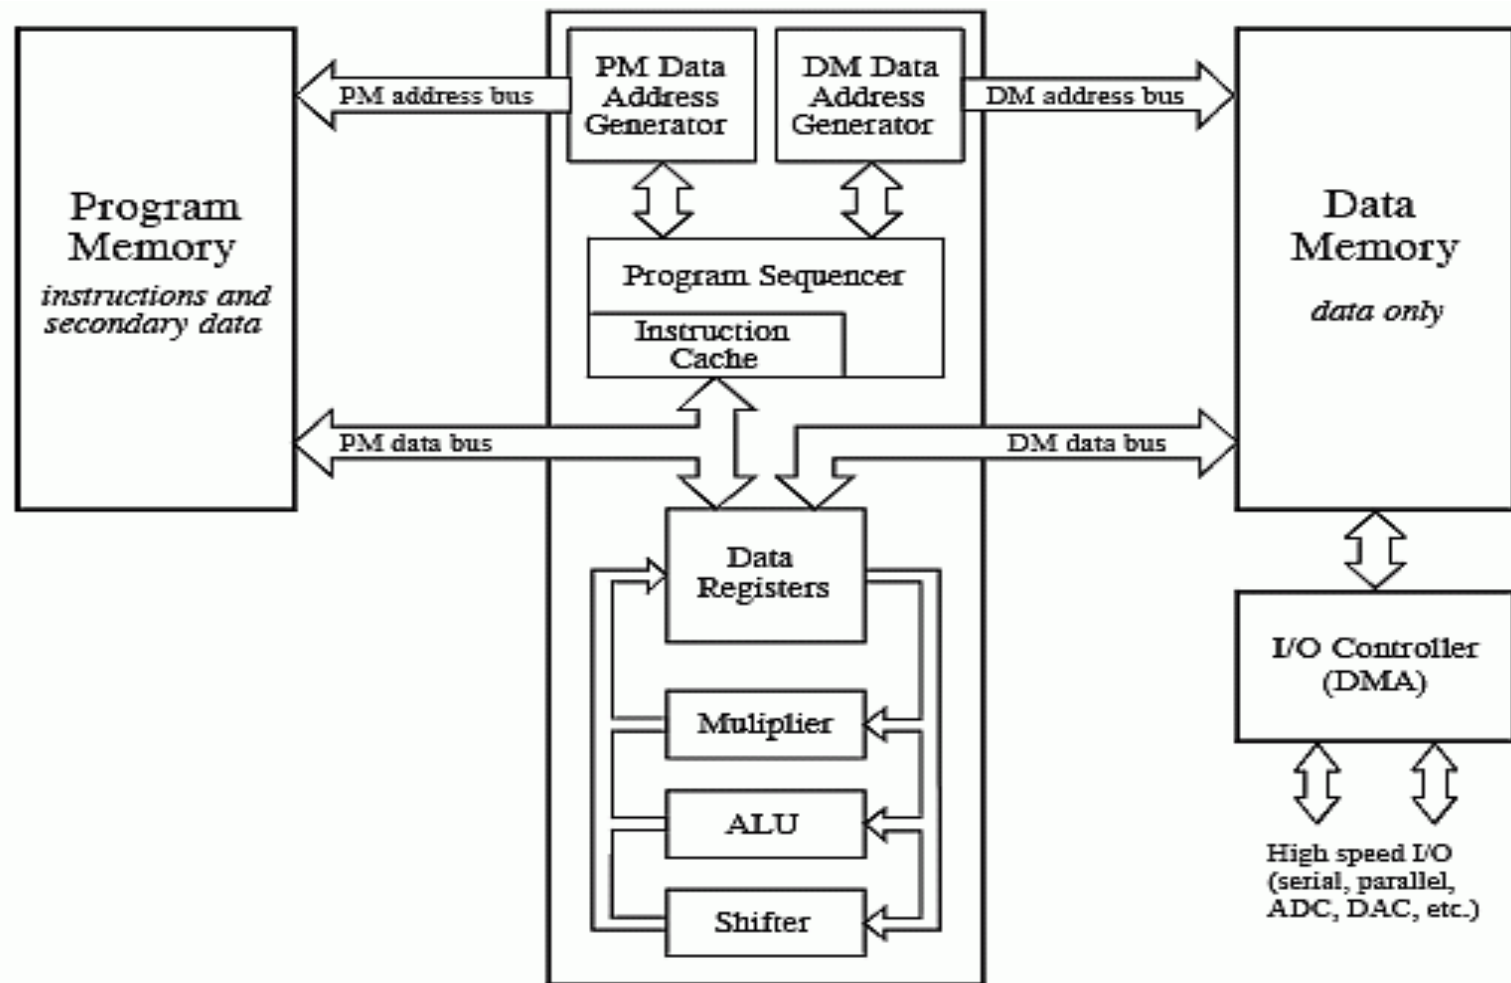 Program
Memory
instructions and
secondary data
PM address bus
PM Data
Address
Generator
DM Data
Address
Generator
DM address bus
Program Sequencer
Instruction
Cache
PM data bus
DM data bus
Data
Memory
data only
Data
Registers
Muliplier
ALU
Shifter
I/O Controller
(DMA)
High speed I/O
(serial, parallel,
ADC, DAC, etc.)